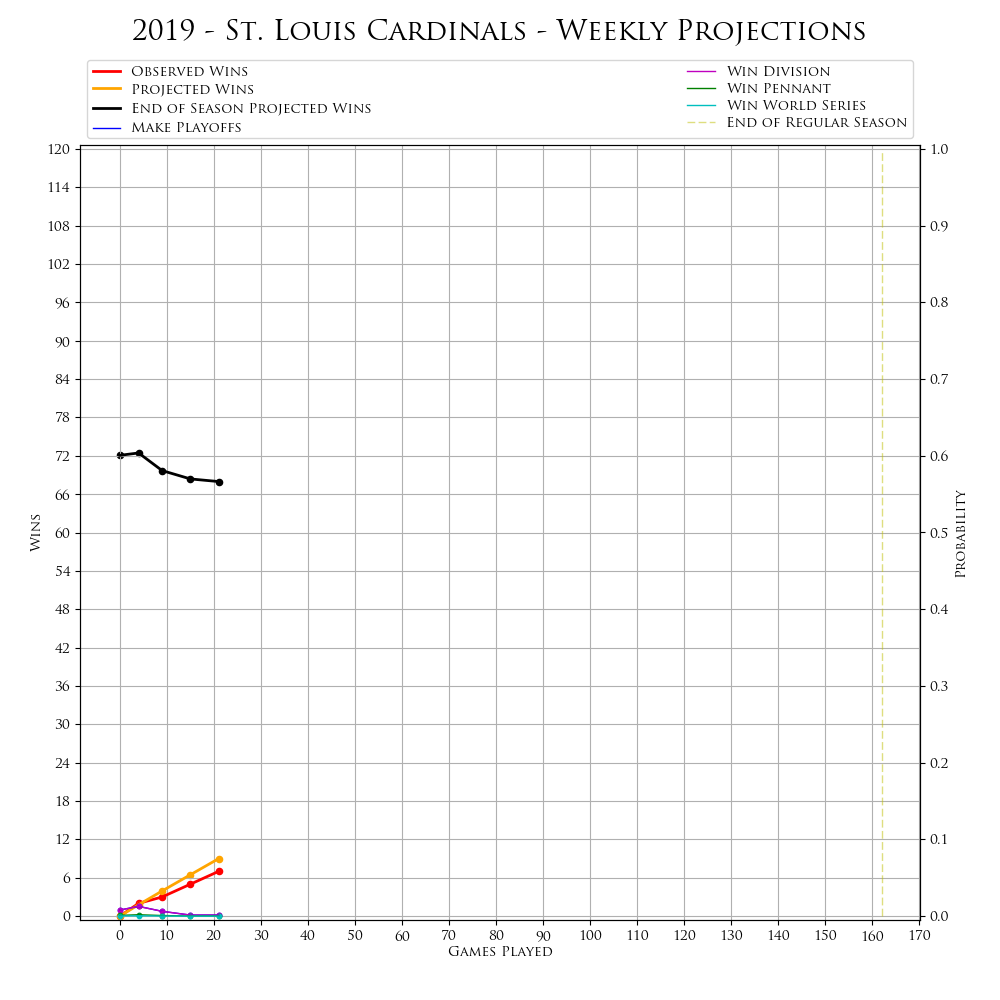 2019 - St. Louis Cardinals - Weekly Projections
Observed Wins
Projected Wins
End of Season Projected Wins
Make Playoffs
Win Division
Win Pennant
Win World Series
End of Regular Season
120
114
108
102
96
90
84
78
72
66
60
54
48
42
36
30
24
18
12
6
0
Wins
1.0
0.9
0.8
0.7
0.6
0.5
0.4
0.3
0.2
0.1
0.0
Probability
0 10 20 30 40 50 60 70 80 90 100 110 120 130 140 150 160 170
Games Played